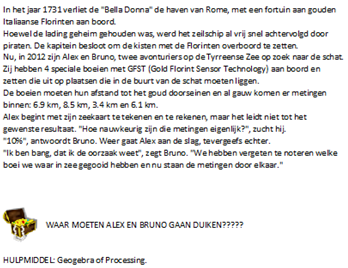 In het jaar 1731 verliet de "Bella Donna" de haven van Rome, met een fortuin aan gouden
Italiaanse Florinten aan boord.
Hoewel de lading geheim gehouden was, werd het zeilschip al vrij snel achtervolgd door
piraten. De kapitein besloot om de kisten met de Florinten overboord te zetten.
Nu, in 2012 zijn Alex en Bruno, twee avonturiers op de Tyrreense Zee op zoek naar de schat.
Zij hebben 4 speciale boeien met GFST (Gold Florint Sensor Technology) aan boord en
zetten die uit op plaatsen die in de buurt van de schat moeten liggen.
De boeien moeten hun afstand tot het goud doorseinen en al gauw komen er metingen
binnen: 6.9 km, 8.5 km, 3.4 km en 6.1 km.
Alex begint met zijn zeekaart te tekenen en te rekenen, maar het leidt niet tot het
gewenste resultaat. "Hoe nauwkeurig zijn die metingen eigenlijk?", zucht hij.
"10%", antwoordt Bruno. Weer gaat Alex aan de slag, tevergeefs echter.
"Ik ben bang, dat ik de oorzaak weet", zegt Bruno. "We hebben vergeten te noteren welke
boei we waar in zee gegooid hebben en nu staan de metingen door elkaar."
WAAR MOETEN ALEX EN BRUNO GAAN DUIKEN?????
HULPMIDDEL: Geogebra of Processing.